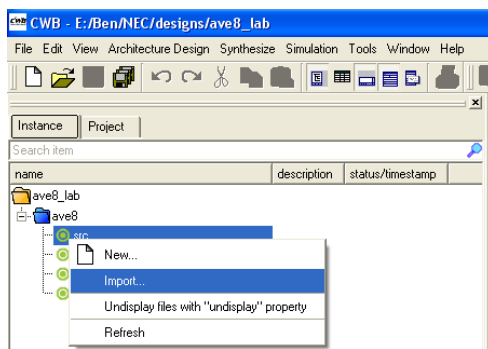 CWB CWB - E:/Ben/NEC/designs/ave8_lab
File Edit View Architecture Design Synthesize Simulation Tools Window Help
Instance Project
Search item
name description status/timestamp
ave8_lab
ave8
src
New...
Import...
Undisplay files with "undisplay" property
Refresh